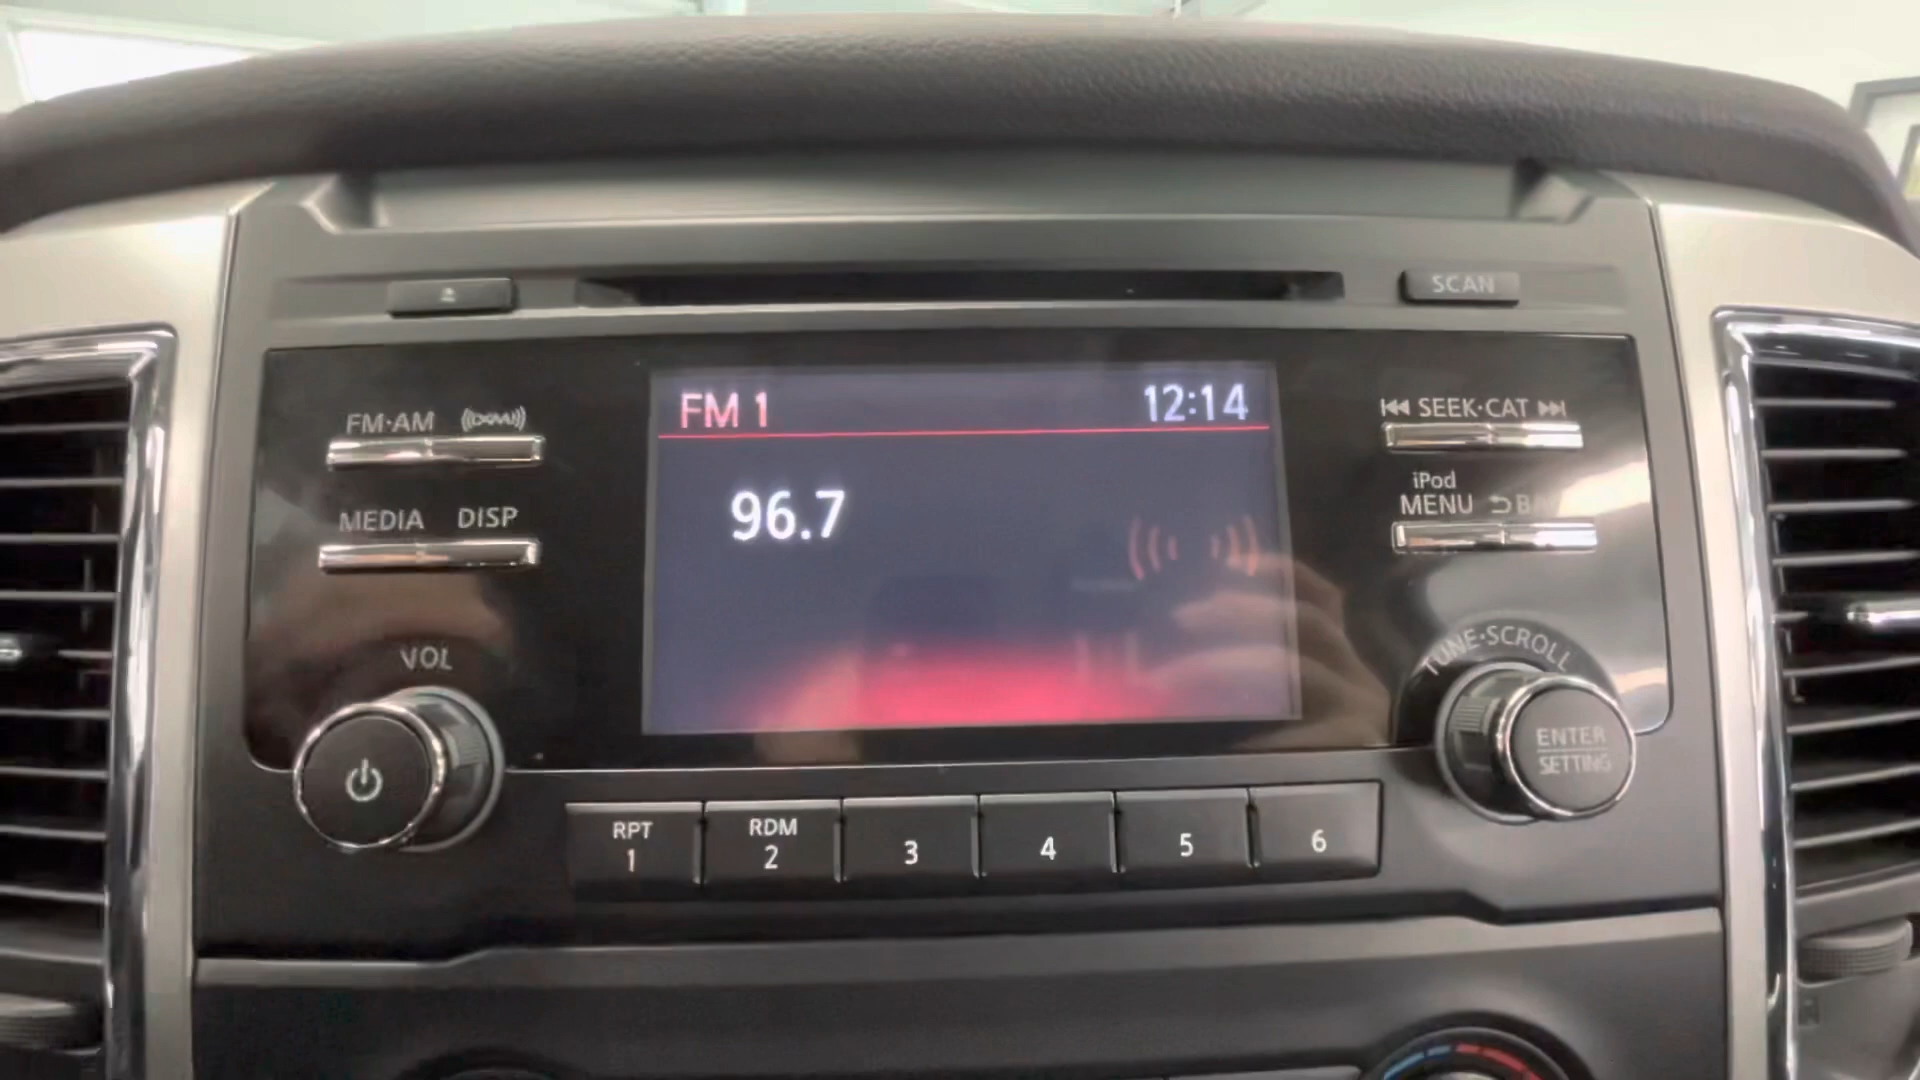 SCAN
FM·AM ((XM))
FM 1 12:14
SEEK·CAT
96.7
iPod
MENU
MEDIA DISP
VOL
TUNE·SCROLL
ENTER
SETTING
RPT
1
RDM
2
3
4
5
6